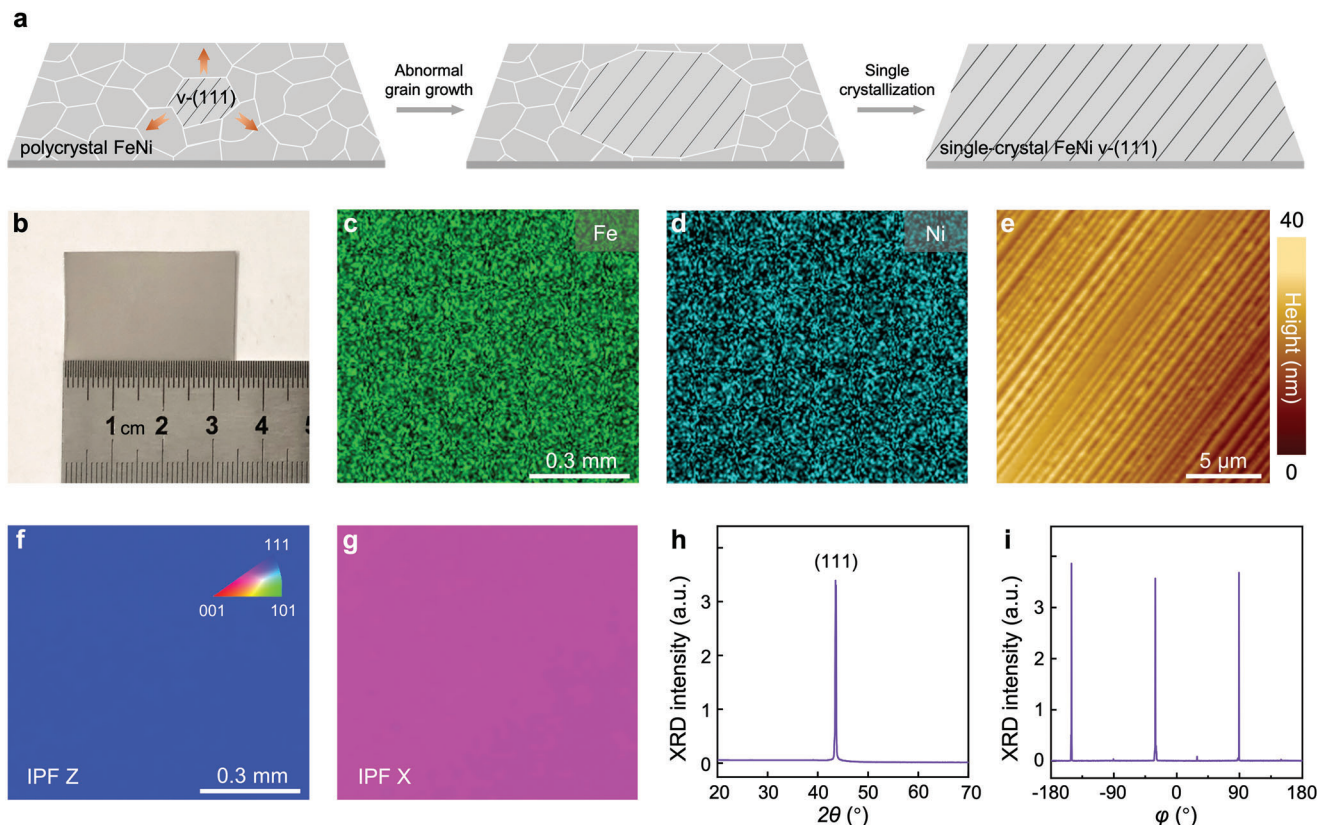 a
v-(111)
polycrystal FeNi
Abnormal
grain growth
Single
crystallization
single-crystal FeNi v-(111)
b
1 cm 2 3 4 5
c
Fe
0.3 mm
d
Ni
e
5 µm
40
Height (nm)
0
f
111
001
101
IPF Z
0.3 mm
g
IPF X
h
(111)
XRD intensity (a.u.)
3
2
1
0
20 30 40 50 60 70
2θ (°)
i
XRD intensity (a.u.)
3
2
1
0
-180 -90 0 90 180
φ (°)